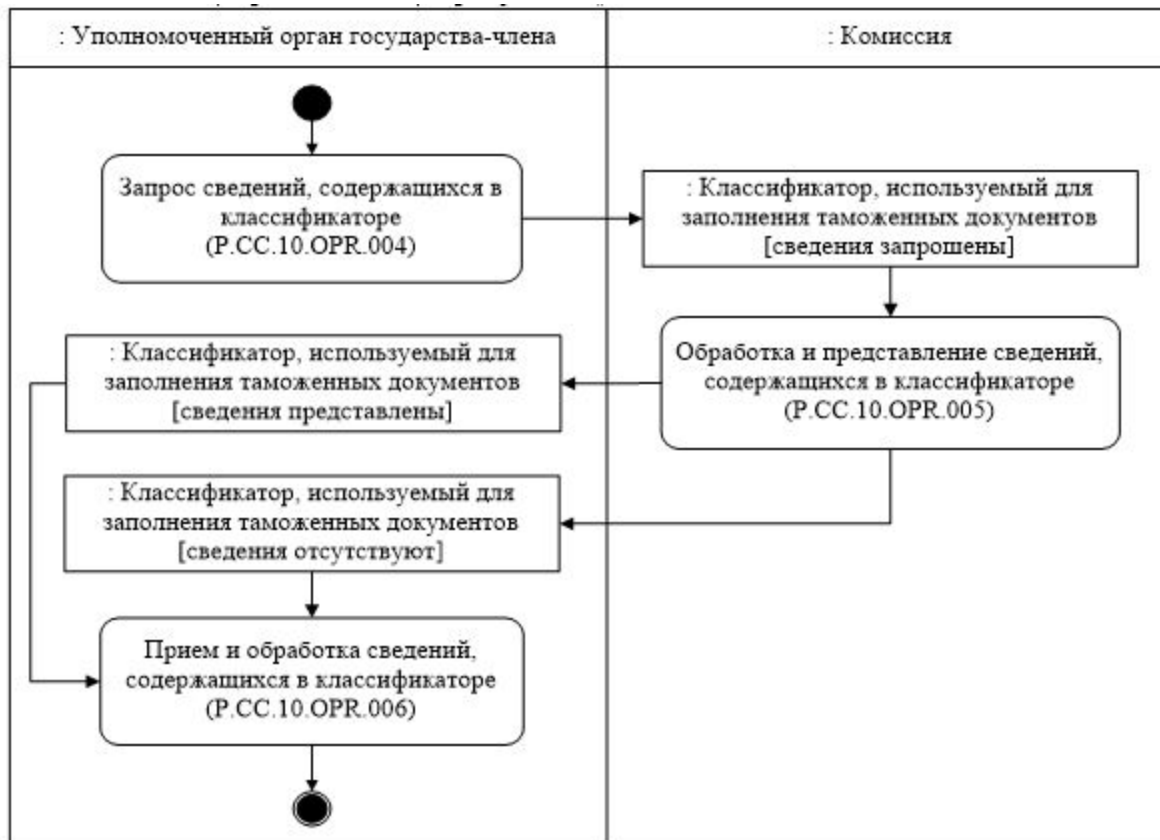 : Уполномоченный орган государства-члена
: Комиссия
Запрос сведений, содержащихся в
классификаторе
(P.CC.10.OPR.004)
: Классификатор, используемый для
заполнения таможенных документов
[сведения запрошены]
Обработка и представление сведений,
содержащихся в классификаторе
(P.CC.10.OPR.005)
: Классификатор, используемый для
заполнения таможенных документов
[сведения представлены]
: Классификатор, используемый для
заполнения таможенных документов
[сведения отсутствуют]
Прием и обработка сведений,
содержащихся в классификаторе
(P.CC.10.OPR.006)